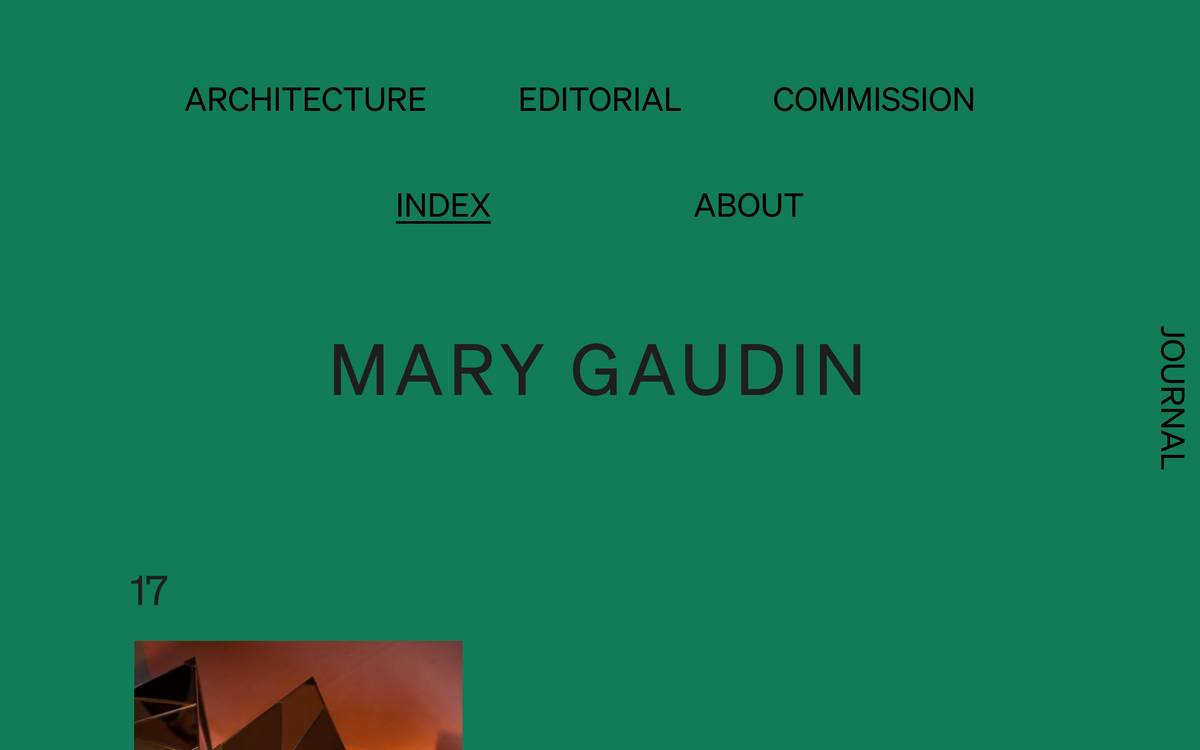 ARCHITECTURE EDITORIAL COMMISSION
INDEX ABOUT
MARY GAUDIN
JOURNAL
17